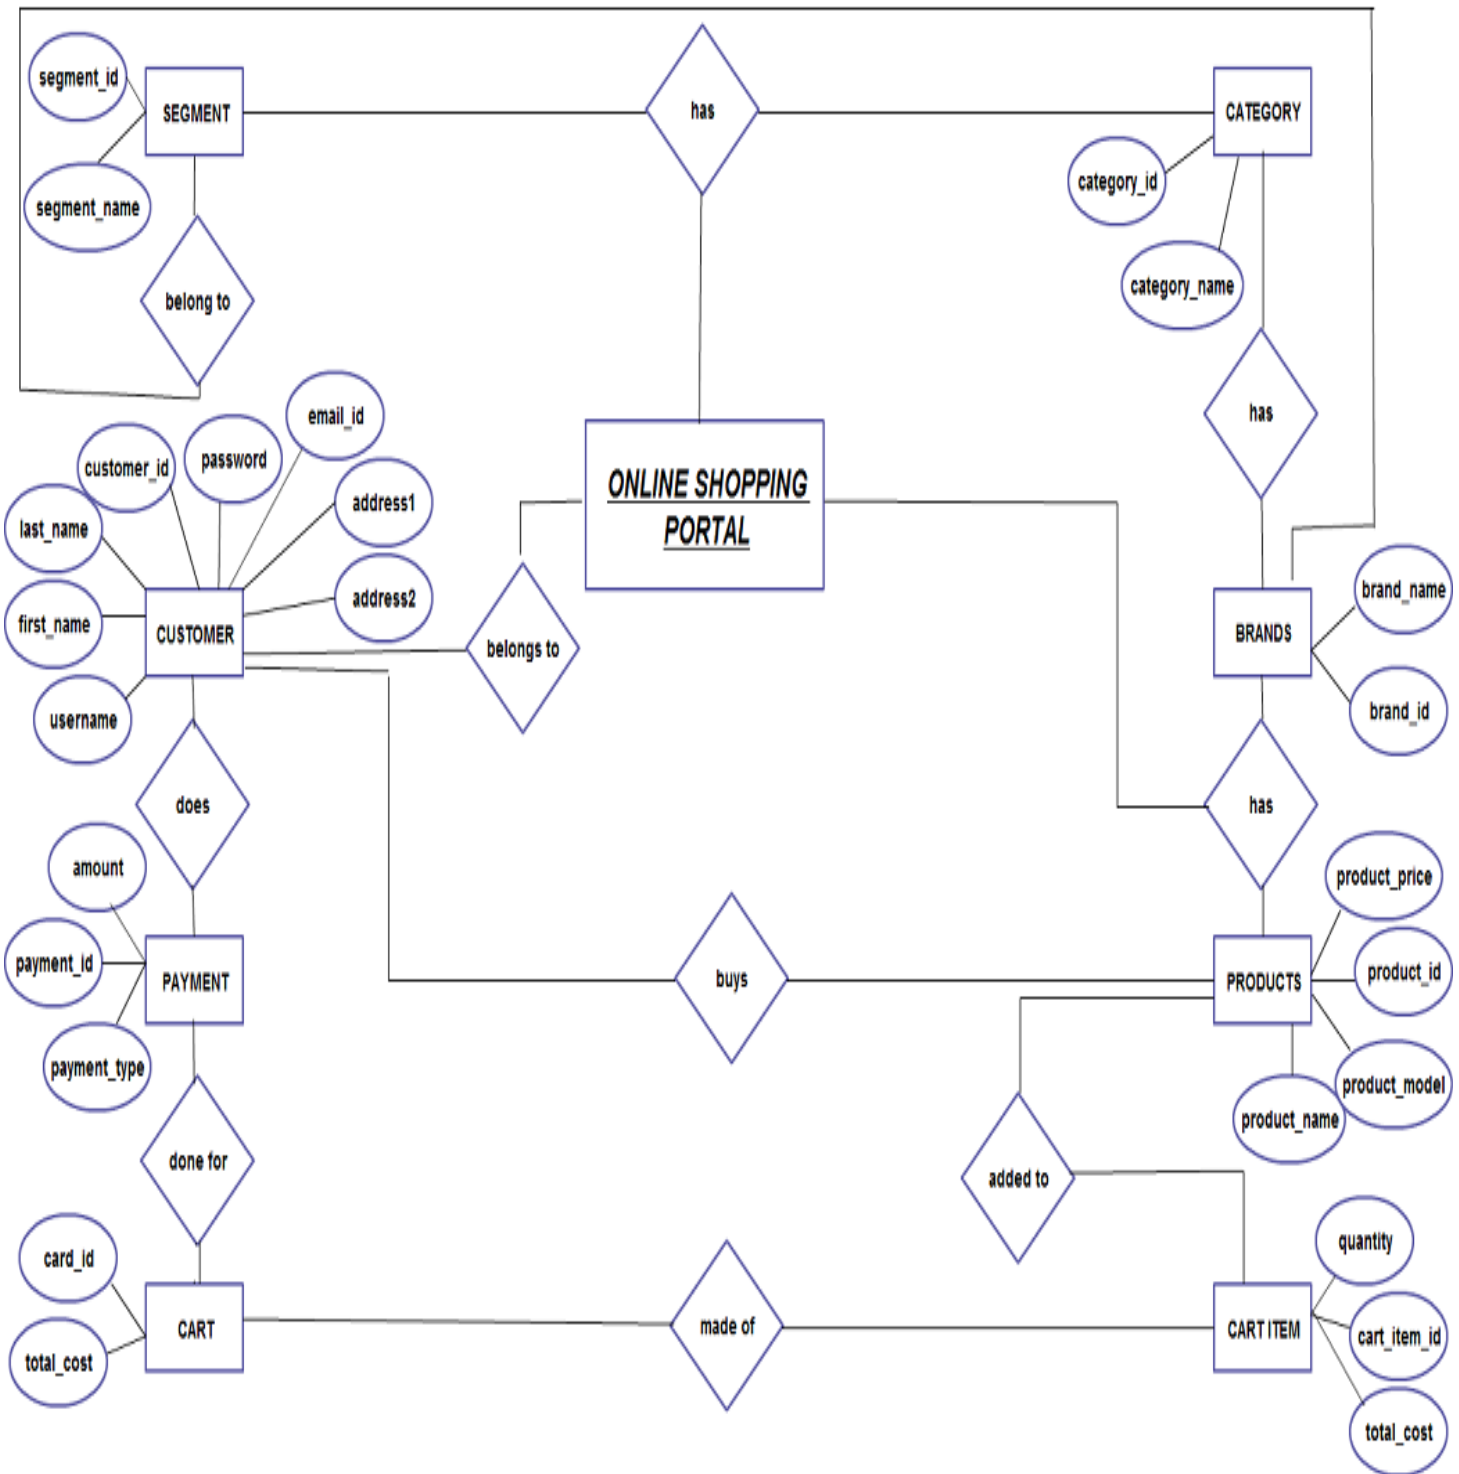 segment_id
SEGMENT
has
CATEGORY
category_id
segment_name
category_name
belong to
has
email_id
password
customer_id
ONLINE SHOPPING
PORTAL
address1
last_name
address2
brand_name
first_name
CUSTOMER
BRANDS
belongs to
username
brand_id
does
has
amount
product_price
payment_id
PAYMENT
buys
PRODUCTS
product_id
payment_type
product_model
product_name
done for
added to
quantity
card_id
CART
made of
CART ITEM
cart_item_id
total_cost
total_cost